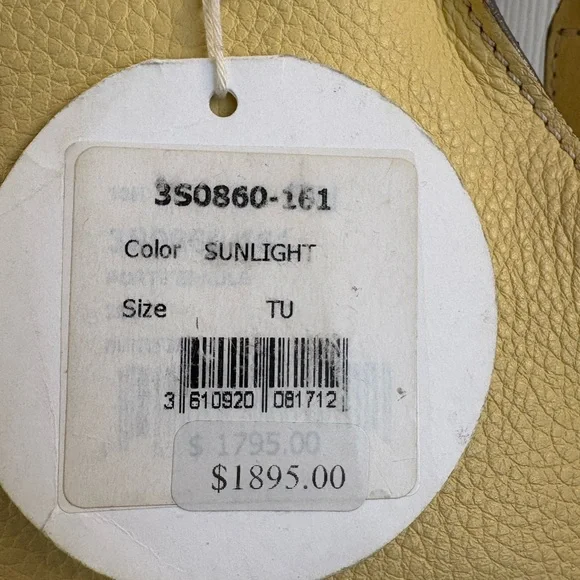 3S0860-161
Color SUNLIGHT
Size TU
3 610920 081712
$ 1795.00
$1895.00